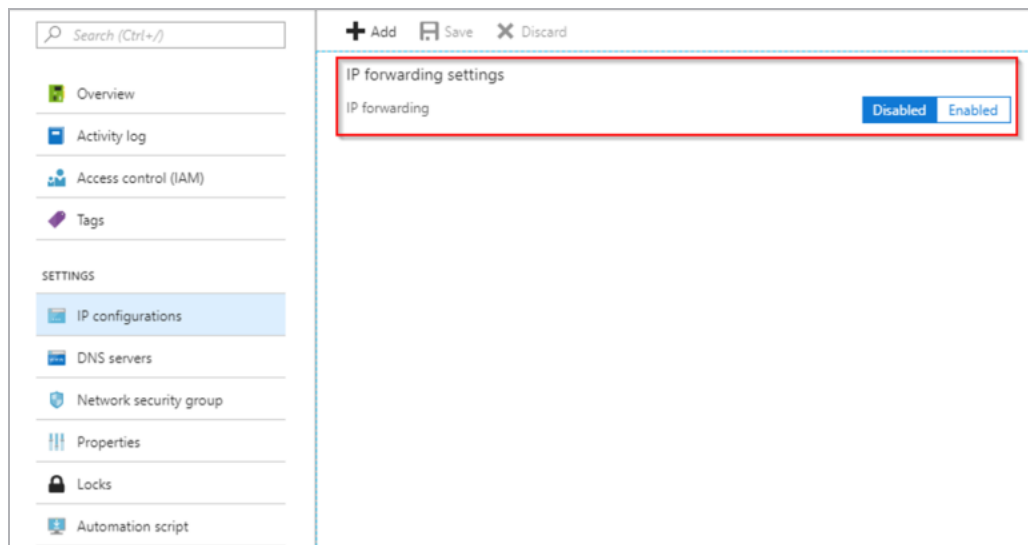 Search (Ctrl+/)
Overview
Activity log
Access control (IAM)
Tags
SETTINGS
IP configurations
DNS servers
Network security group
Properties
Locks
Automation script
Add Save Discard
IP forwarding settings
IP forwarding Disabled Enabled